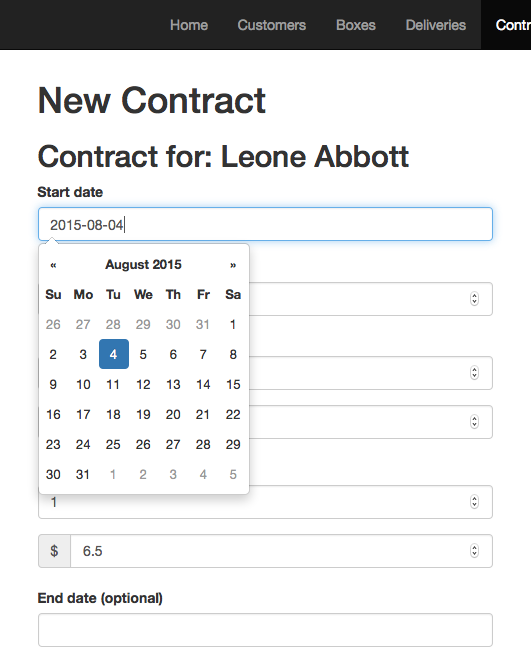 Home Customers Boxes Deliveries Contr
New Contract
Contract for: Leone Abbott
Start date
2015-08-04
« August 2015 »
Su Mo Tu We Th Fr Sa
26 27 28 29 30 31 1
2 3 4 5 6 7 8
9 10 11 12 13 14 15
16 17 18 19 20 21 22
23 24 25 26 27 28 29
30 31 1 2 3 4 5
1
$ 6.5
End date (optional)